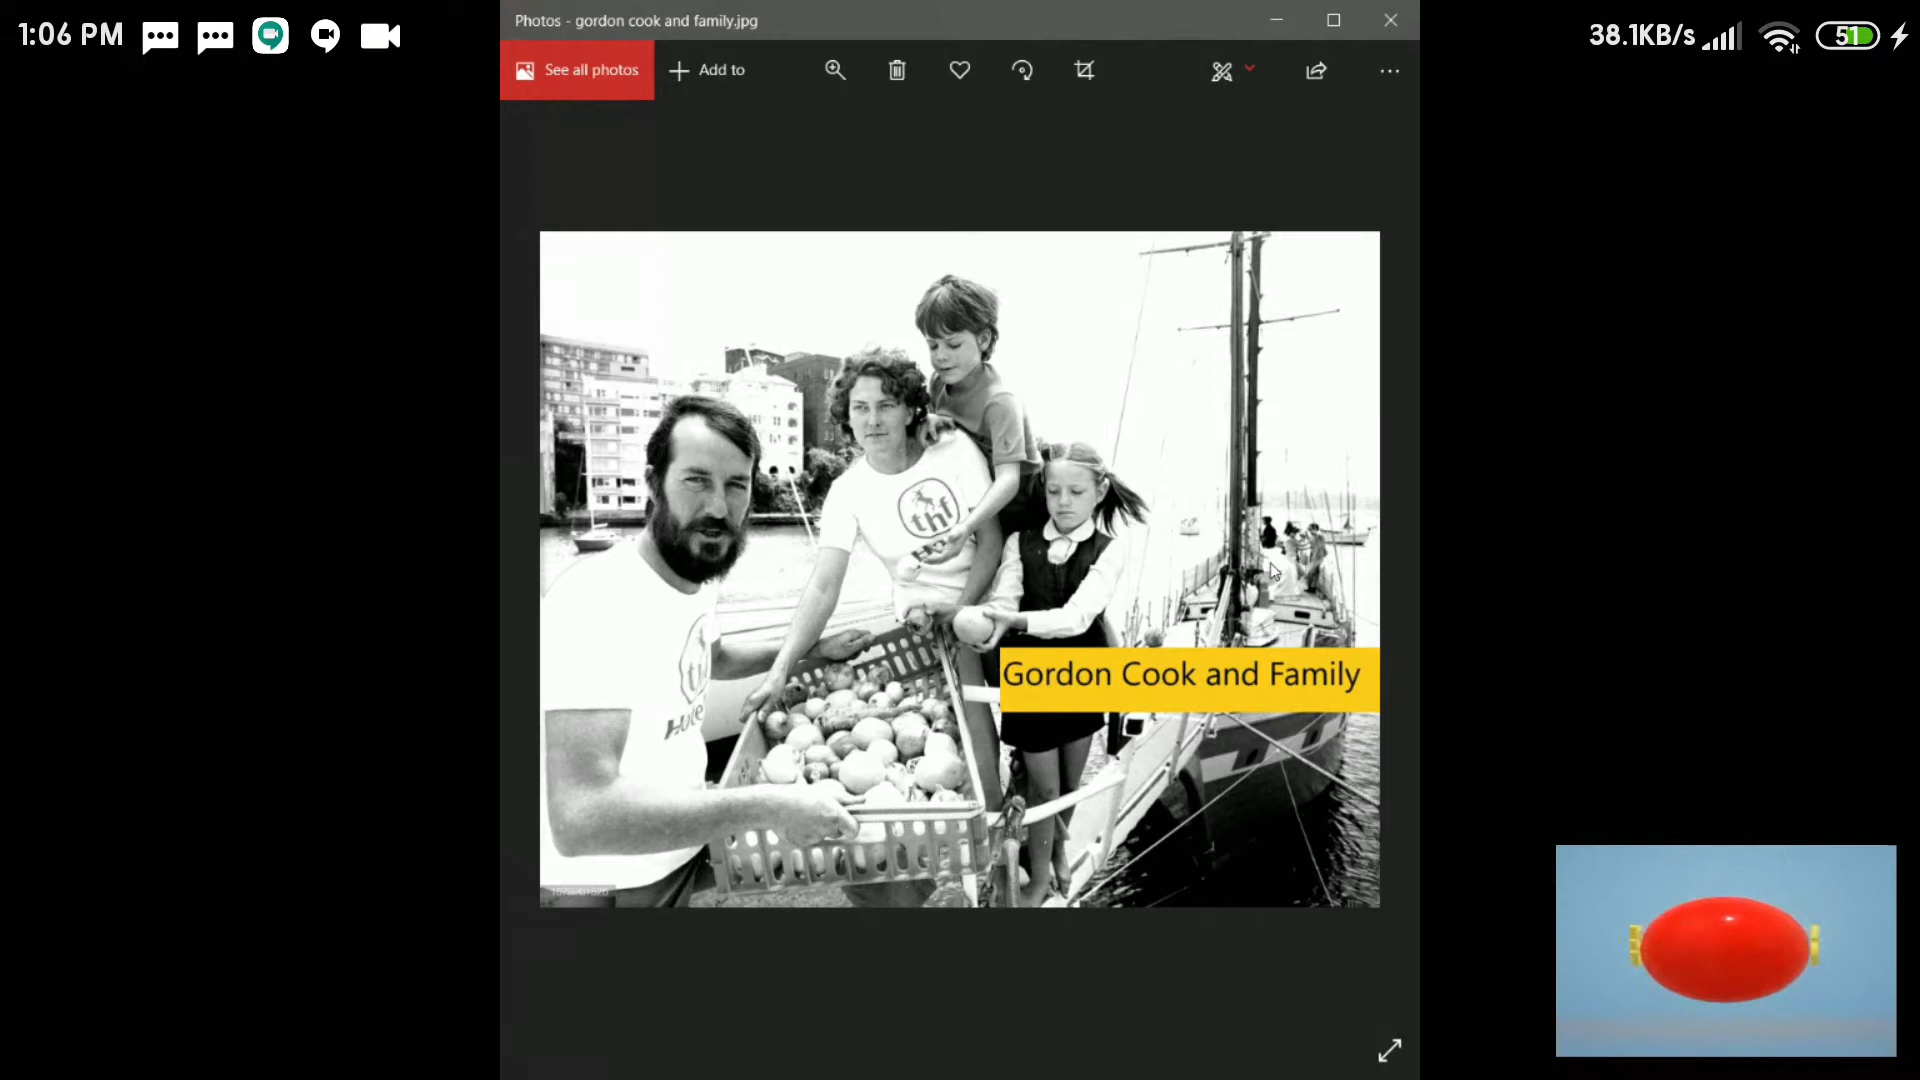 1:06 PM
38.1KB/s
51
Photos - gordon cook and family.jpg
See all photos
Add to
thf
Gordon Cook and Family